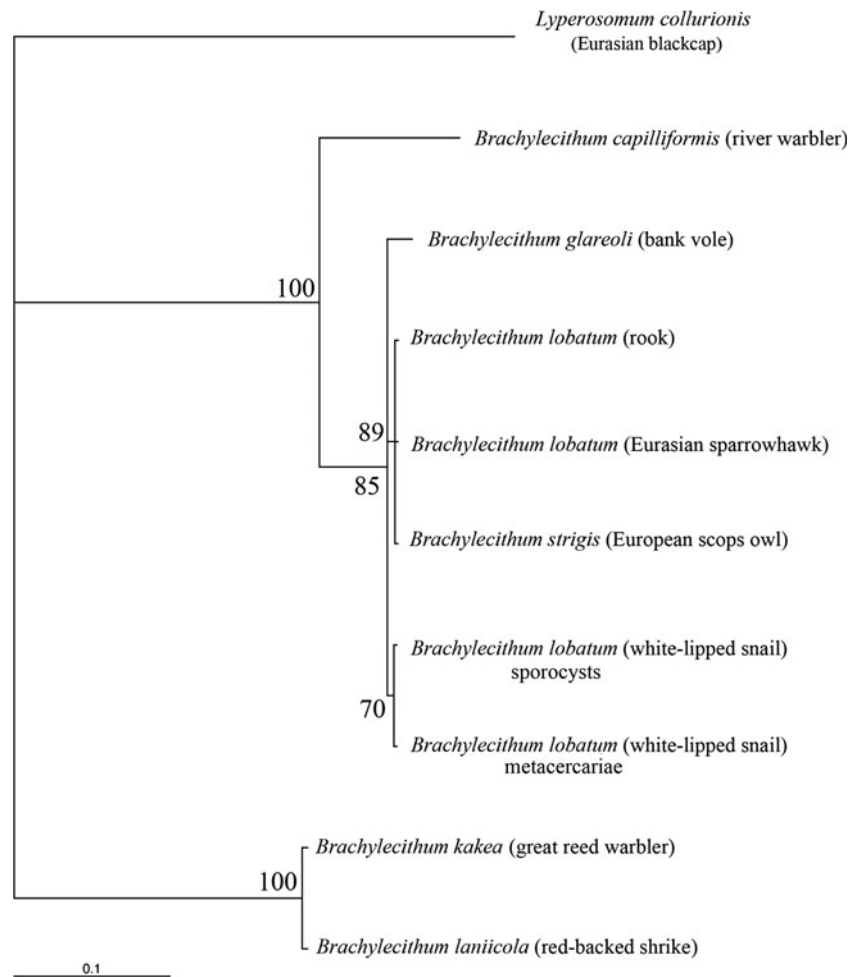 Lyperosomum collurionis
(Eurasian blackcap)
Brachylecithum capilliformis (river warbler)
Brachylecithum glareoli (bank vole)
100
Brachylecithum lobatum (rook)
89
Brachylecithum lobatum (Eurasian sparrowhawk)
85
Brachylecithum strigis (European scops owl)
Brachylecithum lobatum (white-lipped snail)
sporocysts
70
Brachylecithum lobatum (white-lipped snail)
metacercariae
Brachylecithum kakea (great reed warbler)
100
Brachylecithum laniicola (red-backed shrike)
0.1